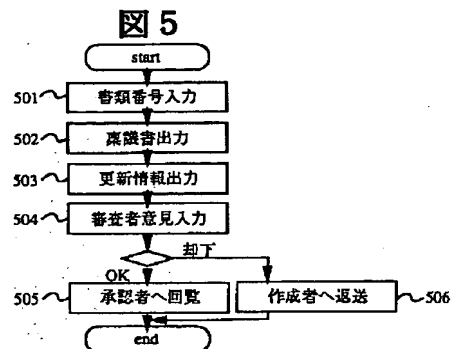 図5
start
501 書類番号入力
502 稟議書出力
503 更新情報出力
504 審査者意見入力
却下
OK
505 承認者へ回覧 作成者へ返送 506
end